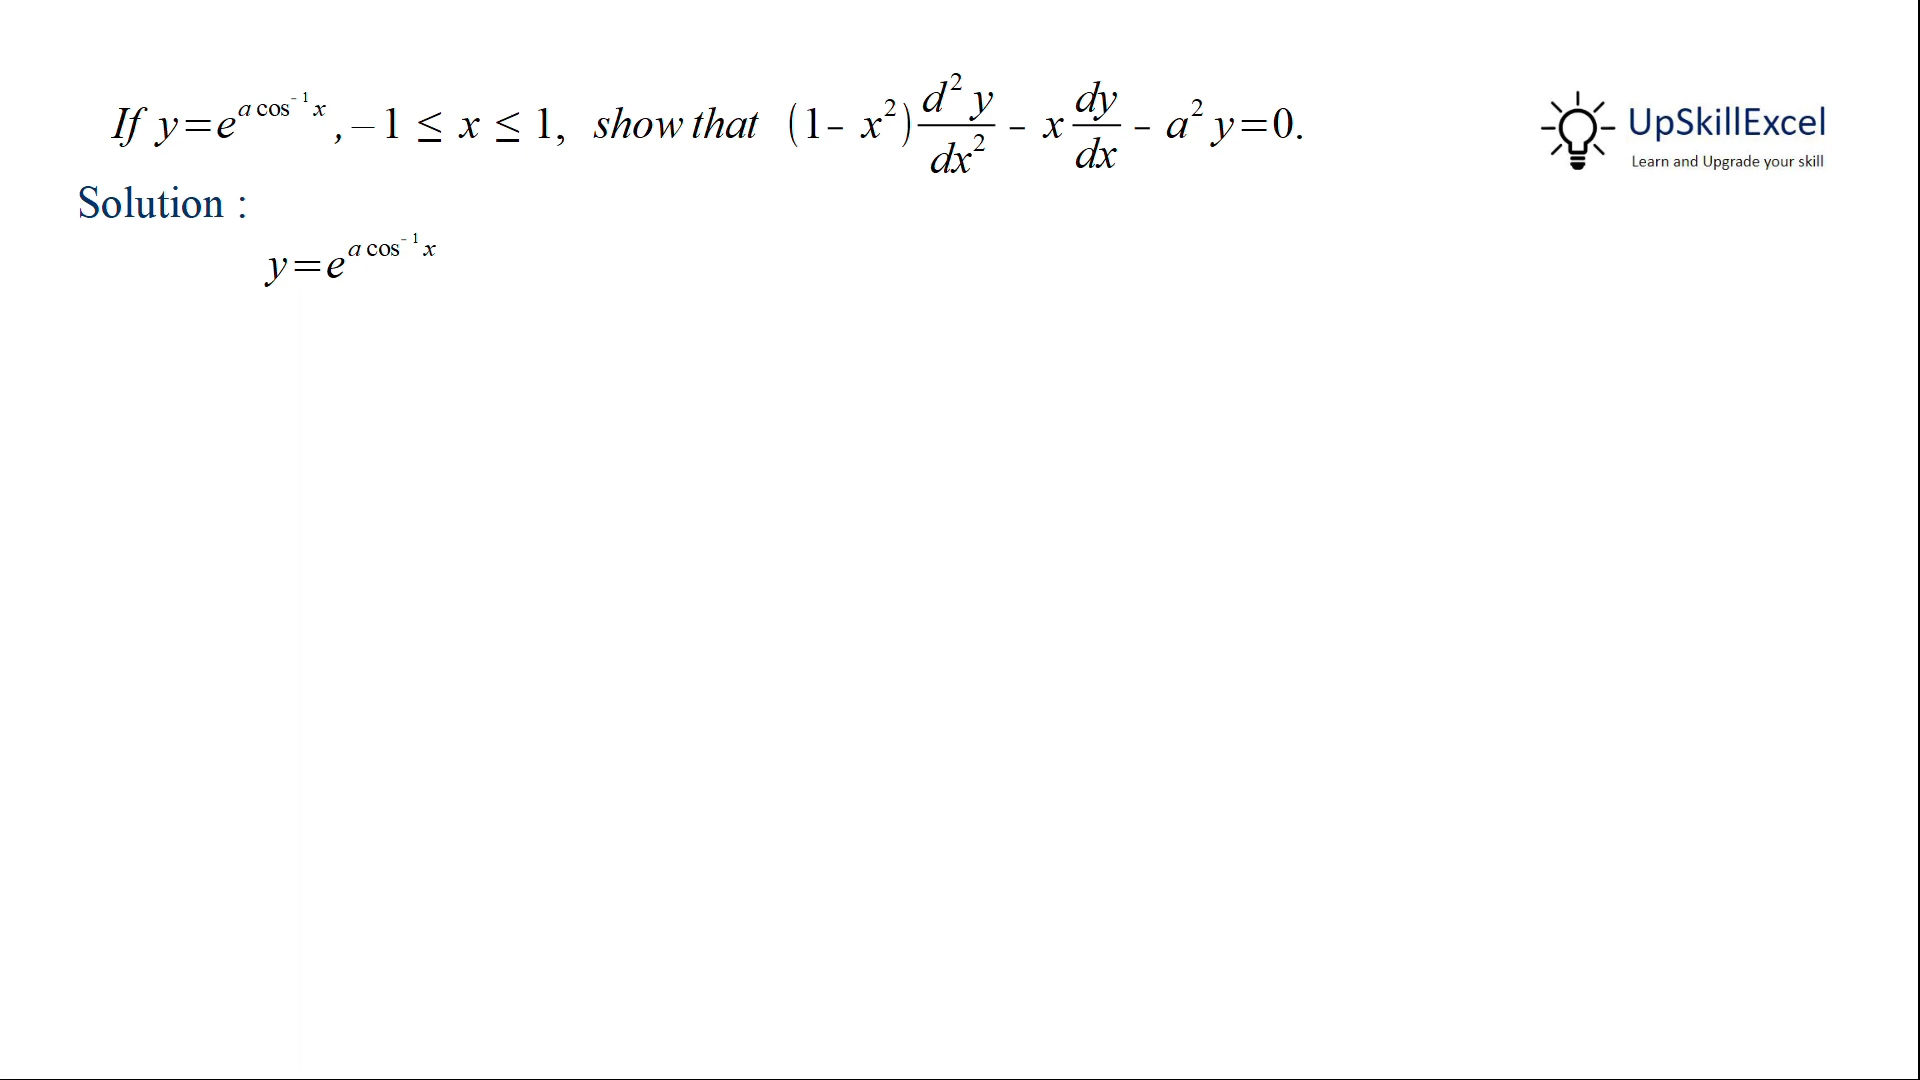 If y=e^{a cos^{-1} x}, –1 ≤ x ≤ 1, show that (1- x²) d²y/dx² - x dy/dx - a² y=0.
UpSkillExcel
Learn and Upgrade your skill
Solution :
y=e^{a cos^{-1} x}